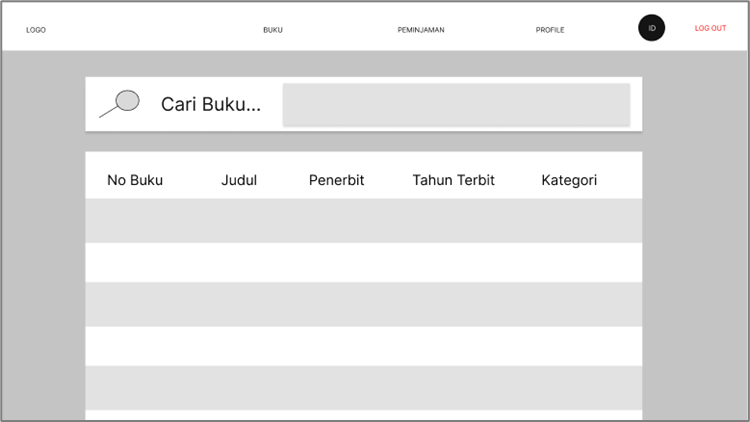 LOGO BUKU PEMINJAMAN PROFILE ID LOG OUT
Cari Buku...
No Buku Judul Penerbit Tahun Terbit Kategori